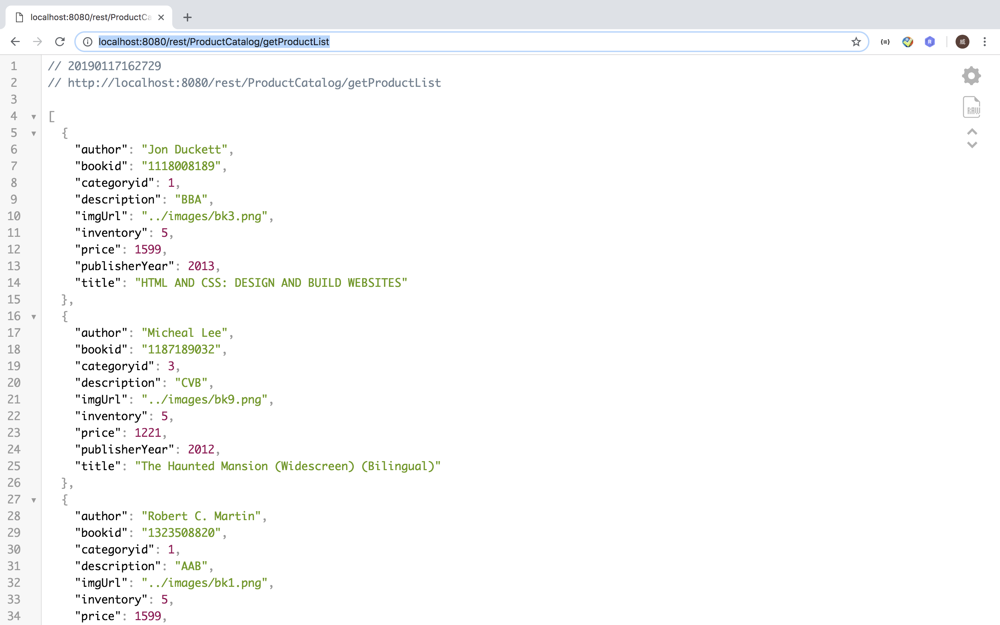 localhost:8080/rest/ProductCa
localhost:8080/rest/ProductCatalog/getProductList
{≡}
R
威
1 // 20190117162729
2 // http://localhost:8080/rest/ProductCatalog/getProductList
3
4 ▼ [
5 ▼ {
6 "author": "Jon Duckett",
7 "bookid": "1118008189",
8 "categoryid": 1,
9 "description": "BBA",
10 "imgUrl": "../images/bk3.png",
11 "inventory": 5,
12 "price": 1599,
13 "publisherYear": 2013,
14 "title": "HTML AND CSS: DESIGN AND BUILD WEBSITES"
15 },
16 ▼ {
17 "author": "Micheal Lee",
18 "bookid": "1187189032",
19 "categoryid": 3,
20 "description": "CVB",
21 "imgUrl": "../images/bk9.png",
22 "inventory": 5,
23 "price": 1221,
24 "publisherYear": 2012,
25 "title": "The Haunted Mansion (Widescreen) (Bilingual)"
26 },
27 ▼ {
28 "author": "Robert C. Martin",
29 "bookid": "1323508820",
30 "categoryid": 1,
31 "description": "AAB",
32 "imgUrl": "../images/bk1.png",
33 "inventory": 5,
34 "price": 1599,
RAW